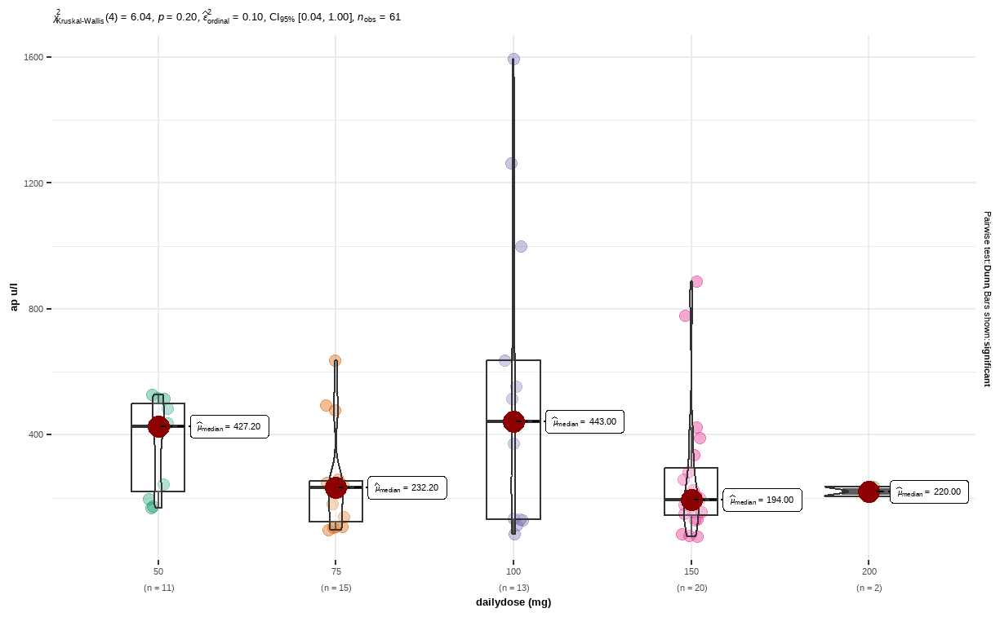 χ²Kruskal-Wallis(4) = 6.04, p = 0.20, ε̂²ordinal = 0.10, CI95% [0.04, 1.00], nobs = 61
1600
1200
800
400
ap u/l
μ̂median = 427.20
μ̂median = 232.20
μ̂median = 443.00
μ̂median = 194.00
μ̂median = 220.00
Pairwise test: Dunn, Bars shown: significant
50 75 100 150 200
(n = 11) (n = 15) (n = 13) (n = 20) (n = 2)
dailydose (mg)